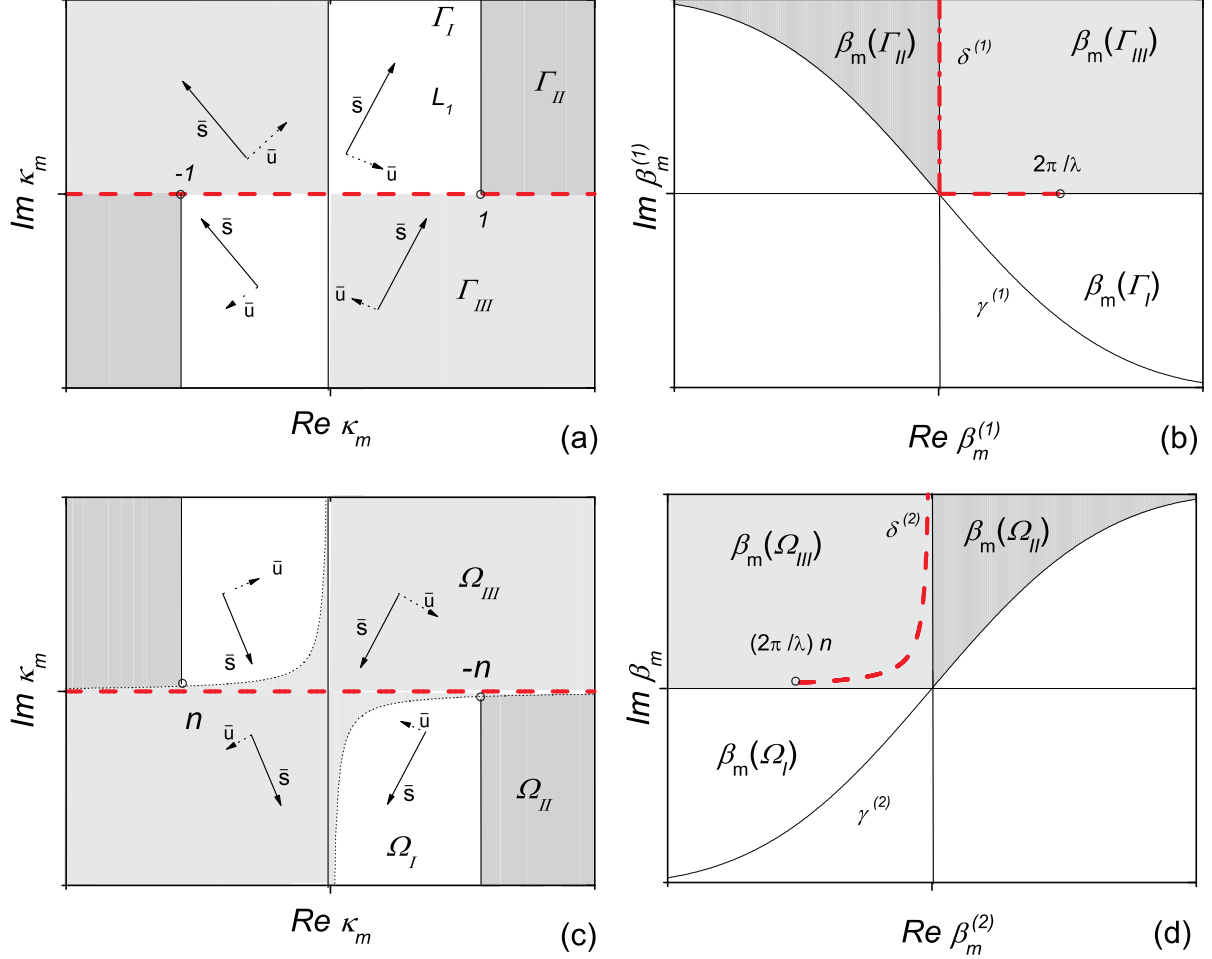 Γ_I
L_1
Γ_II
s̄
ū
s̄
ū
-1
1
s̄
ū
s̄
ū
Γ_III
Im κ_m
Re κ_m
(a)
β_m(Γ_II)
δ^(1)
β_m(Γ_III)
2π/λ
β_m(Γ_I)
γ^(1)
Im β_m^(1)
Re β_m^(1)
(b)
ū
s̄
s̄
ū
Ω_III
-n
n
ū
s̄
ū
s̄
Ω_II
Ω_I
Im κ_m
Re κ_m
(c)
δ^(2)
β_m(Ω_II)
β_m(Ω_III)
(2π/λ) n
β_m(Ω_I)
γ^(2)
Im β_m
Re β_m^(2)
(d)